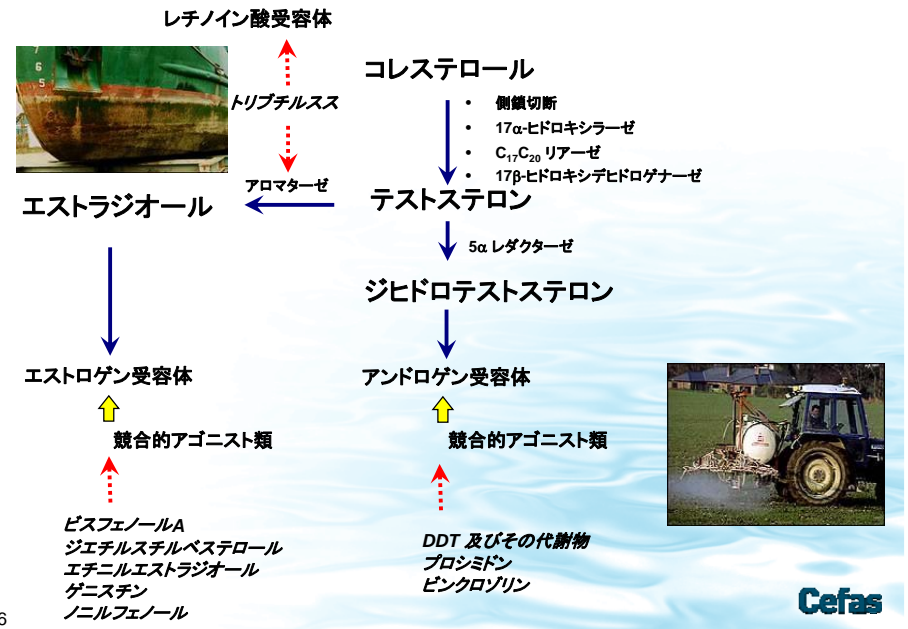 レチノイン酸受容体
7
6
5
トリブチルスス
コレステロール
• 側鎖切断
• 17α-ヒドロキシラーゼ
• C₁₇C₂₀ リアーゼ
• 17β-ヒドロキシデヒドロゲナーゼ
アロマターゼ
エストラジオール
テストステロン
5α レダクターゼ
ジヒドロテストステロン
エストロゲン受容体
アンドロゲン受容体
競合的アゴニスト類
競合的アゴニスト類
ビスフェノールA
ジエチルスチルベステロール
エチニルエストラジオール
ゲニスチン
ノニルフェノール
DDT 及びその代謝物
プロシミドン
ビンクロゾリン
Cefas
6